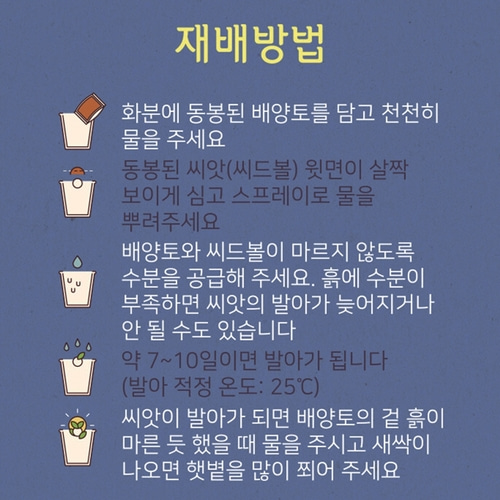 재배방법
화분에 동봉된 배양토를 담고 천천히
물을 주세요
동봉된 씨앗(씨드볼) 윗면이 살짝
보이게 심고 스프레이로 물을
뿌려주세요
배양토와 씨드볼이 마르지 않도록
수분을 공급해 주세요. 흙에 수분이
부족하면 씨앗의 발아가 늦어지거나
안 될 수도 있습니다
약 7~10일이면 발아가 됩니다
(발아 적정 온도: 25℃)
씨앗이 발아가 되면 배양토의 겉 흙이
마른 듯 했을 때 물을 주시고 새싹이
나오면 햇볕을 많이 쬐어 주세요